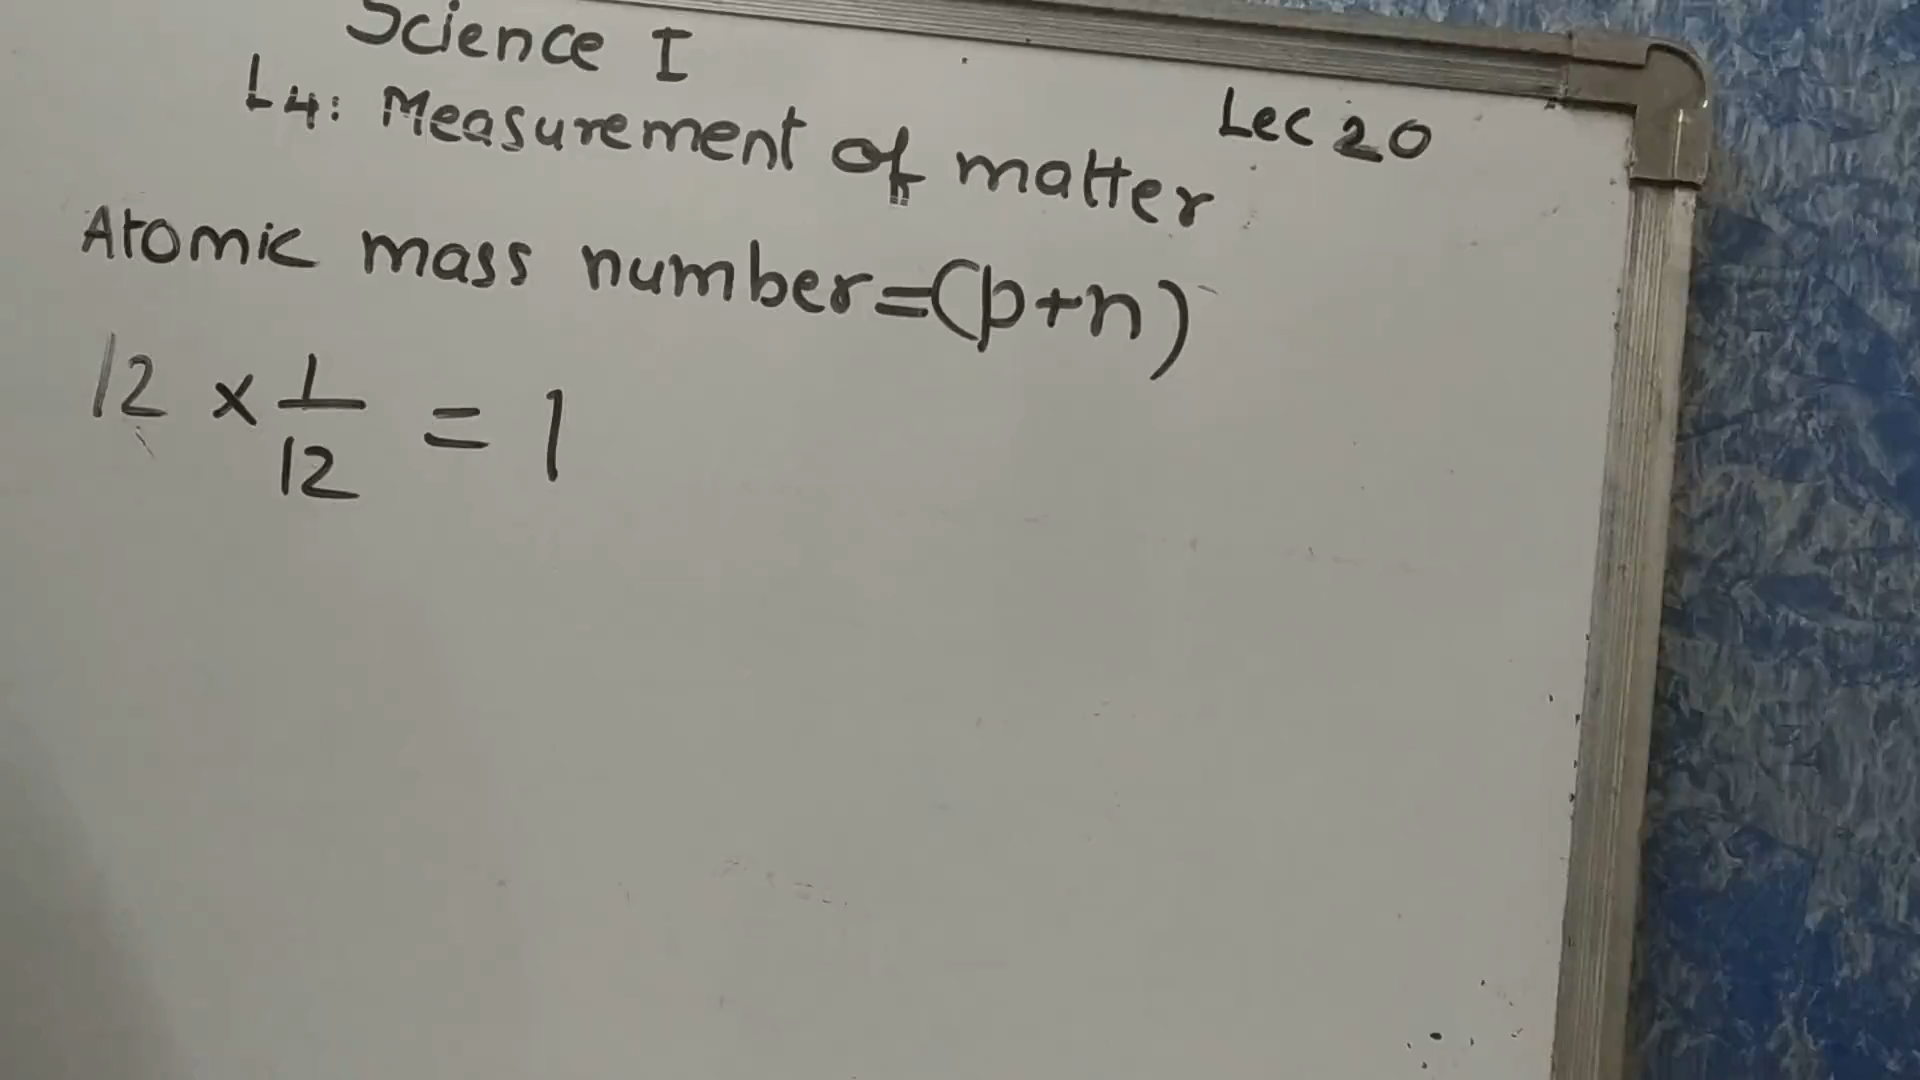 Science I
Lec 20
L4: Measurement of matter
Atomic mass number=(p+n)
12 × 1/12 = 1